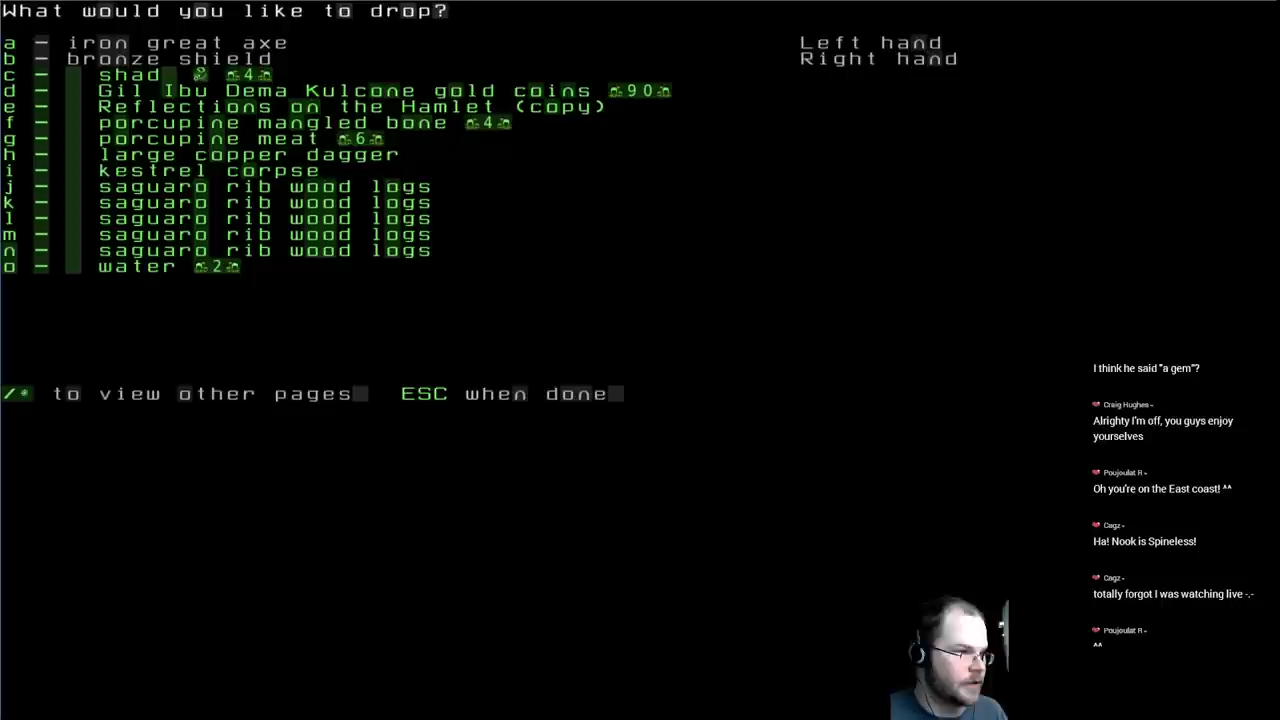 What would you like to drop?
a - iron great axe Left hand
b - bronze shield Right hand
c - shad 4
d - Gil Ibu Dema Kulcone gold coins 90
e - Reflections on the Hamlet (copy)
f - porcupine mangled bone 4
g - porcupine meat 6
h - large copper dagger
i - kestrel corpse
j - saguaro rib wood logs
k - saguaro rib wood logs
l - saguaro rib wood logs
m - saguaro rib wood logs
n - saguaro rib wood logs
o - water 2
/* to view other pages ESC when done
I think he said "a gem"?
Craig Hughes~
Alrighty I'm off, you guys enjoy
yourselves
Poujoulat R~
Oh you're on the East coast! ^^
Cagz~
Ha! Nook is Spineless!
Cagz~
totally forgot I was watching live -.-
Poujoulat R~
^^